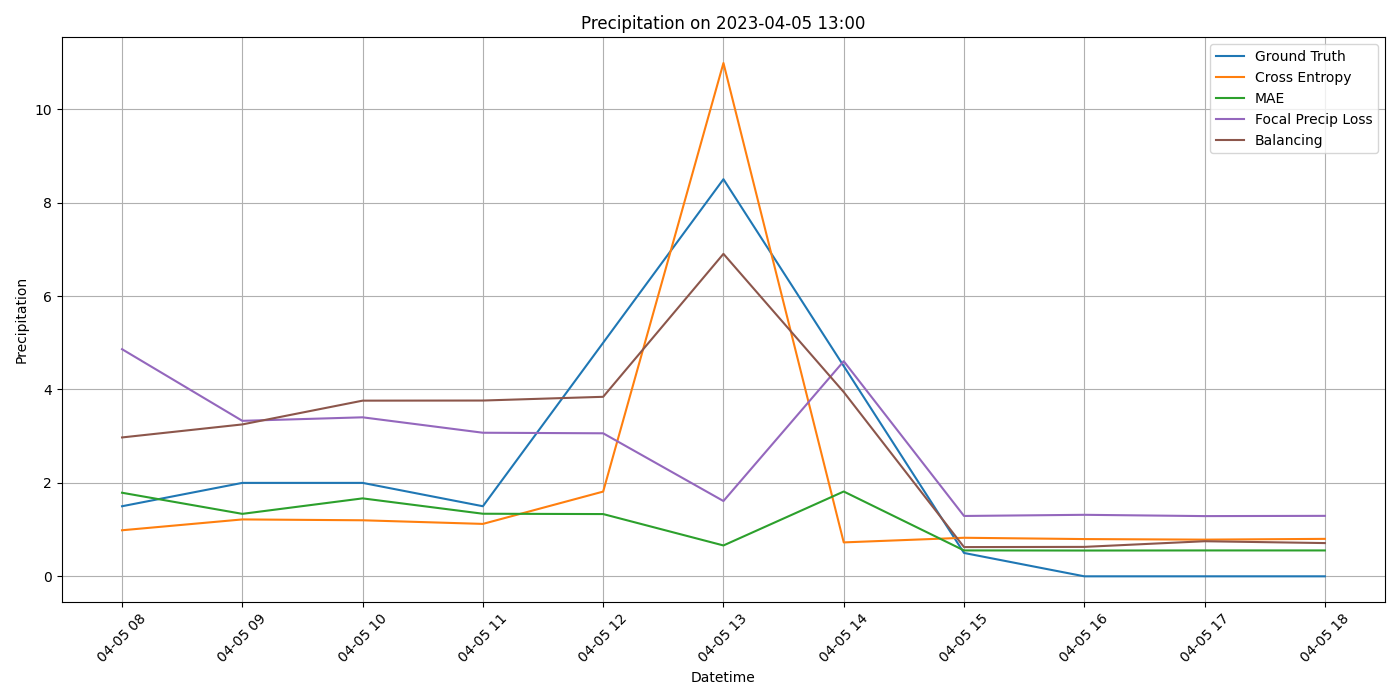 Precipitation on 2023-04-05 13:00
Ground Truth
Cross Entropy
MAE
Focal Precip Loss
Balancing
Precipitation
10
8
6
4
2
0
04-05 08
04-05 09
04-05 10
04-05 11
04-05 12
04-05 13
04-05 14
04-05 15
04-05 16
04-05 17
04-05 18
Datetime